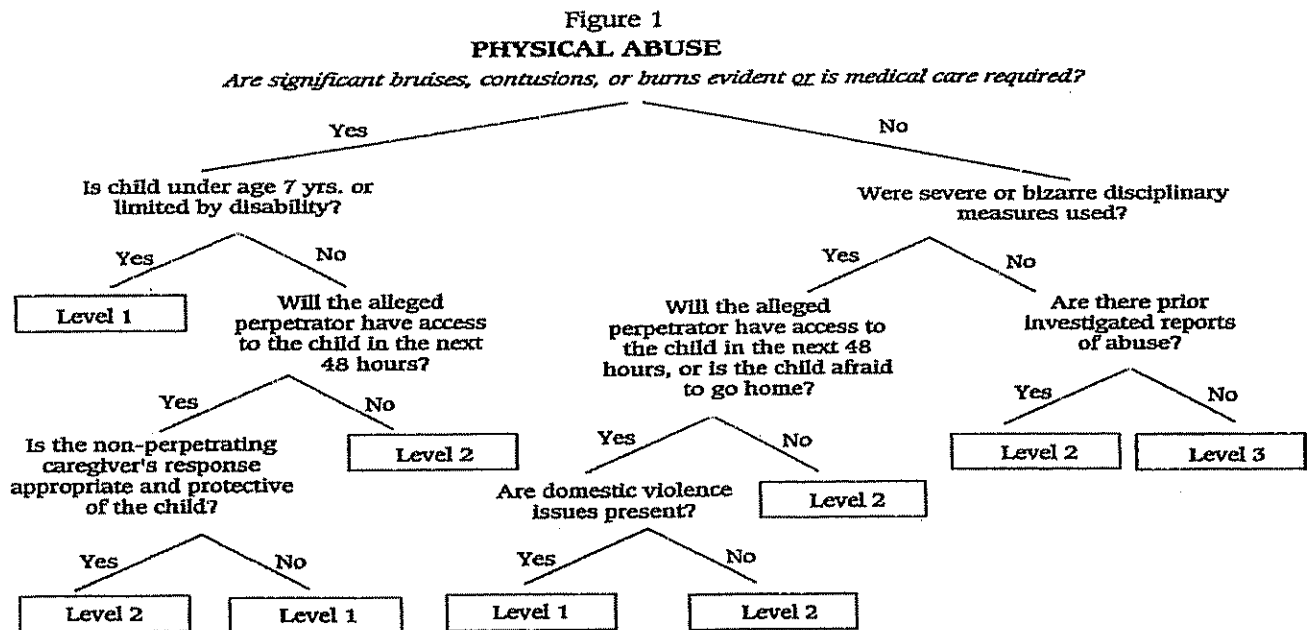 Figure 1
PHYSICAL ABUSE
Are significant bruises, contusions, or burns evident or is medical care required?
Yes
No
Is child under age 7 yrs. or
limited by disability?
Were severe or bizarre disciplinary
measures used?
Yes
No
Yes
No
Level 1
Will the alleged
perpetrator have access
to the child in the next
48 hours?
Will the alleged
perpetrator have access to
the child in the next 48
hours, or is the child afraid
to go home?
Are there prior
investigated reports
of abuse?
Yes
No
Yes
No
Yes
No
Is the non-perpetrating
caregiver's response
appropriate and protective
of the child?
Level 2
Are domestic violence
issues present?
Level 2
Level 2
Level 3
Yes
No
Yes
No
Level 2
Level 1
Level 1
Level 2